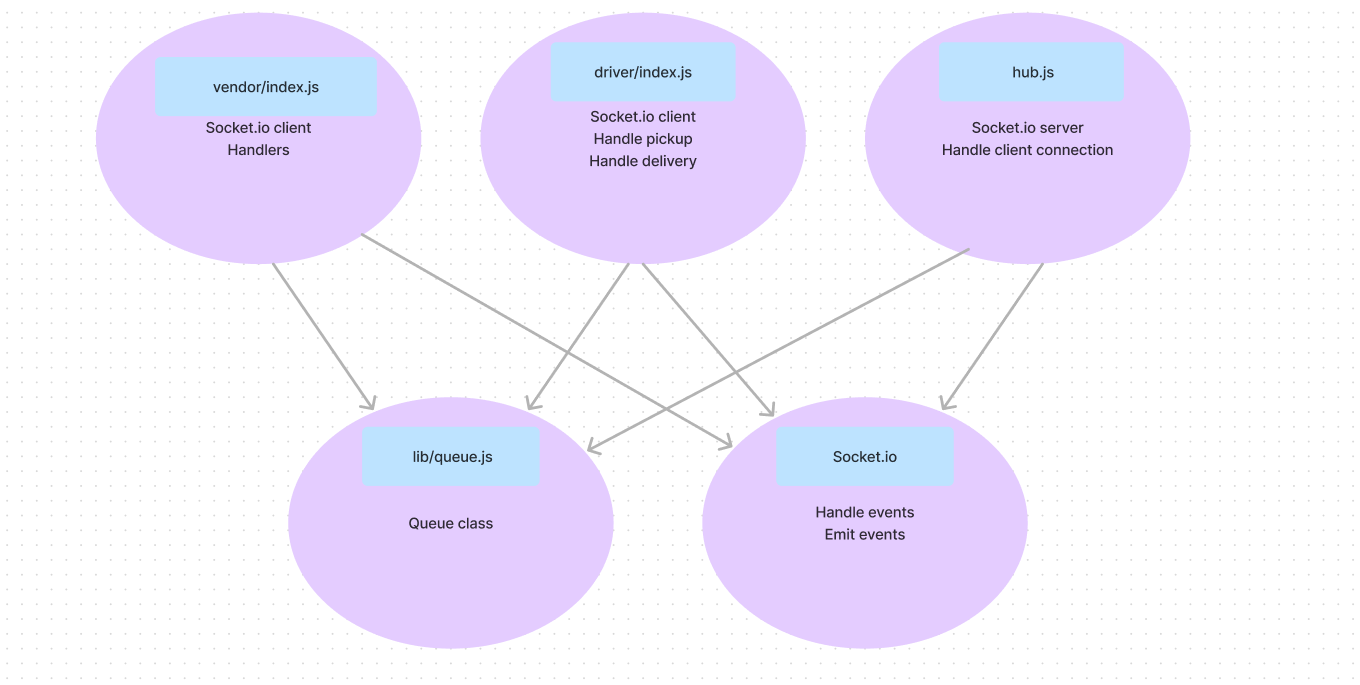 vendor/index.js
Socket.io client
Handlers
driver/index.js
Socket.io client
Handle pickup
Handle delivery
hub.js
Socket.io server
Handle client connection
lib/queue.js
Queue class
Socket.io
Handle events
Emit events